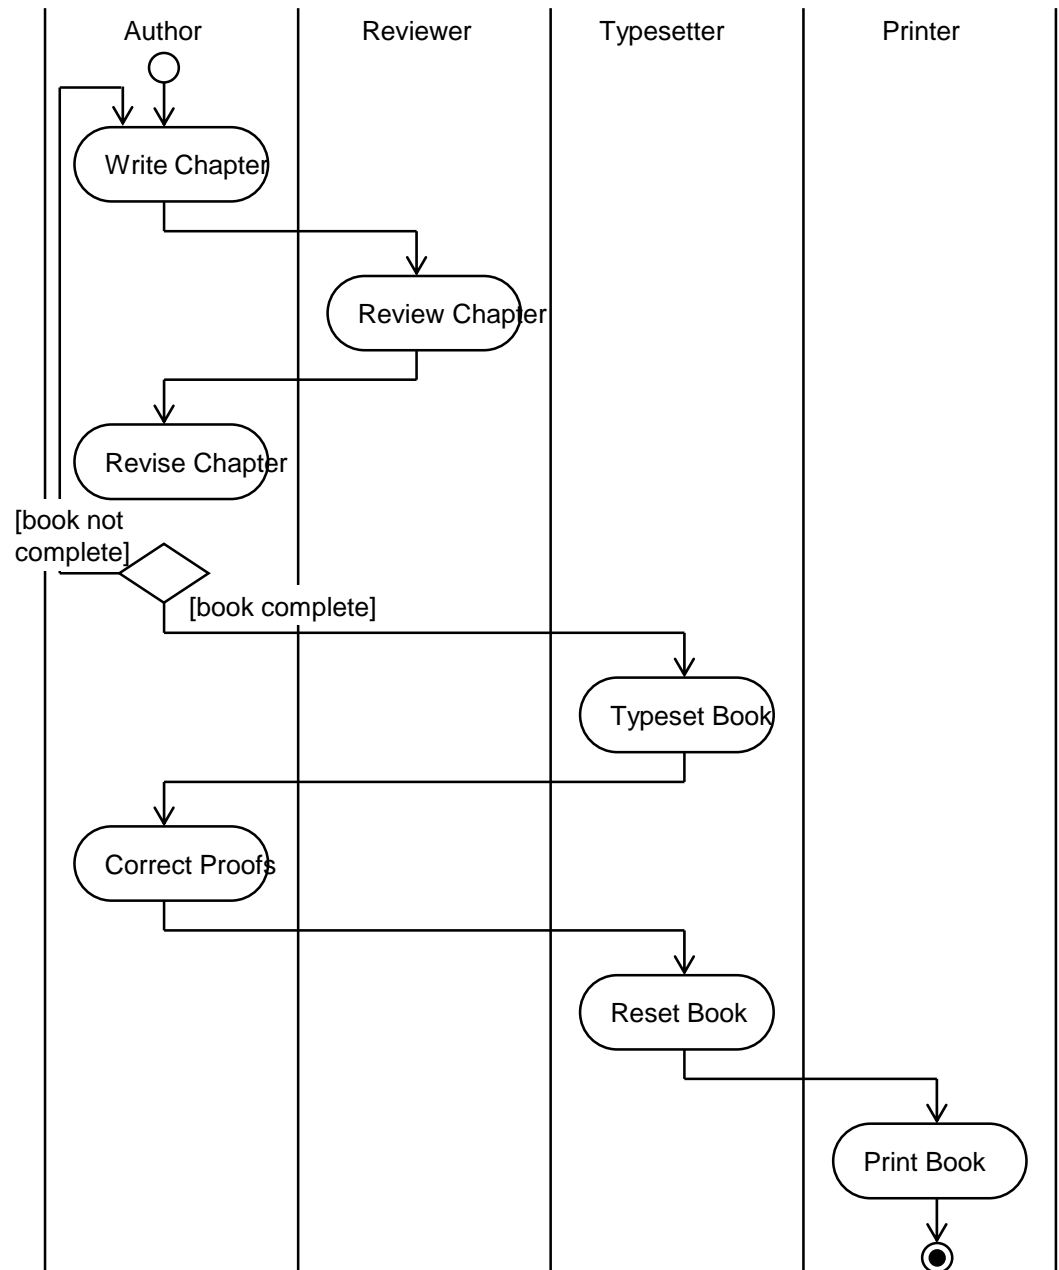 Author
Reviewer
Typesetter
Printer
Write Chapter
Review Chapter
Revise Chapter
[book not
complete]
[book complete]
Typeset Book
Correct Proofs
Reset Book
Print Book